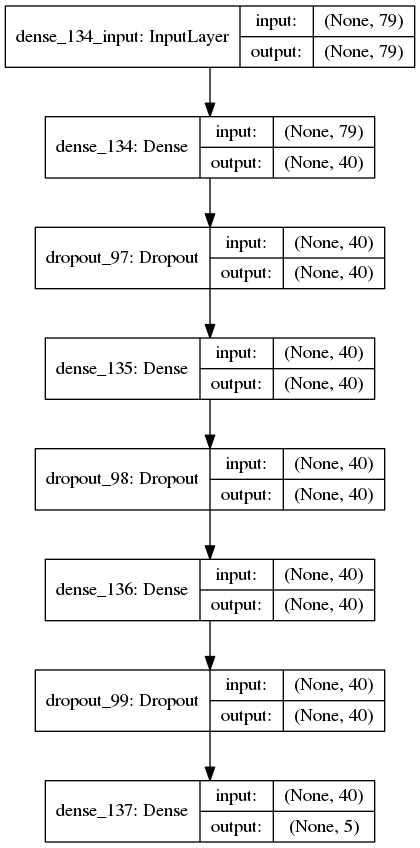 dense_134_input: InputLayer
input: (None, 79)
output: (None, 79)
dense_134: Dense
input: (None, 79)
output: (None, 40)
dropout_97: Dropout
input: (None, 40)
output: (None, 40)
dense_135: Dense
input: (None, 40)
output: (None, 40)
dropout_98: Dropout
input: (None, 40)
output: (None, 40)
dense_136: Dense
input: (None, 40)
output: (None, 40)
dropout_99: Dropout
input: (None, 40)
output: (None, 40)
dense_137: Dense
input: (None, 40)
output: (None, 5)